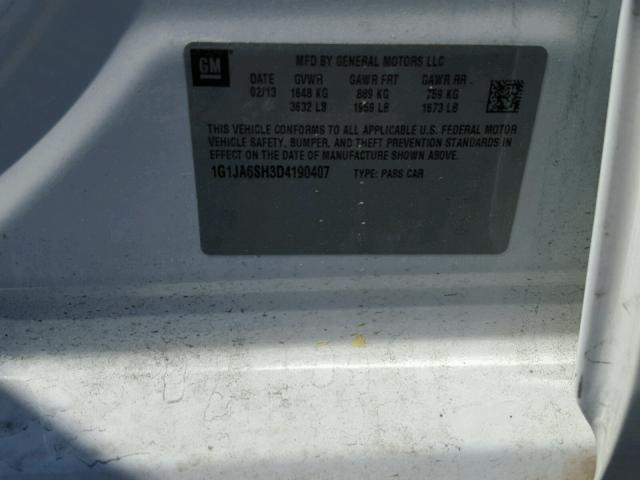 GM
MFD BY GENERAL MOTORS LLC
DATE GVWR GAWR FRT GAWR RR
02/13 1648 KG 889 KG 759 KG
3632 LB 1959 LB 1673 LB
THIS VEHICLE CONFORMS TO ALL APPLICABLE U.S. FEDERAL MOTOR
VEHICLE SAFETY, BUMPER, AND THEFT PREVENTION STANDARDS IN
EFFECT ON THE DATE OF MANUFACTURE SHOWN ABOVE.
1G1JA6SH3D4190407 TYPE: PASS CAR